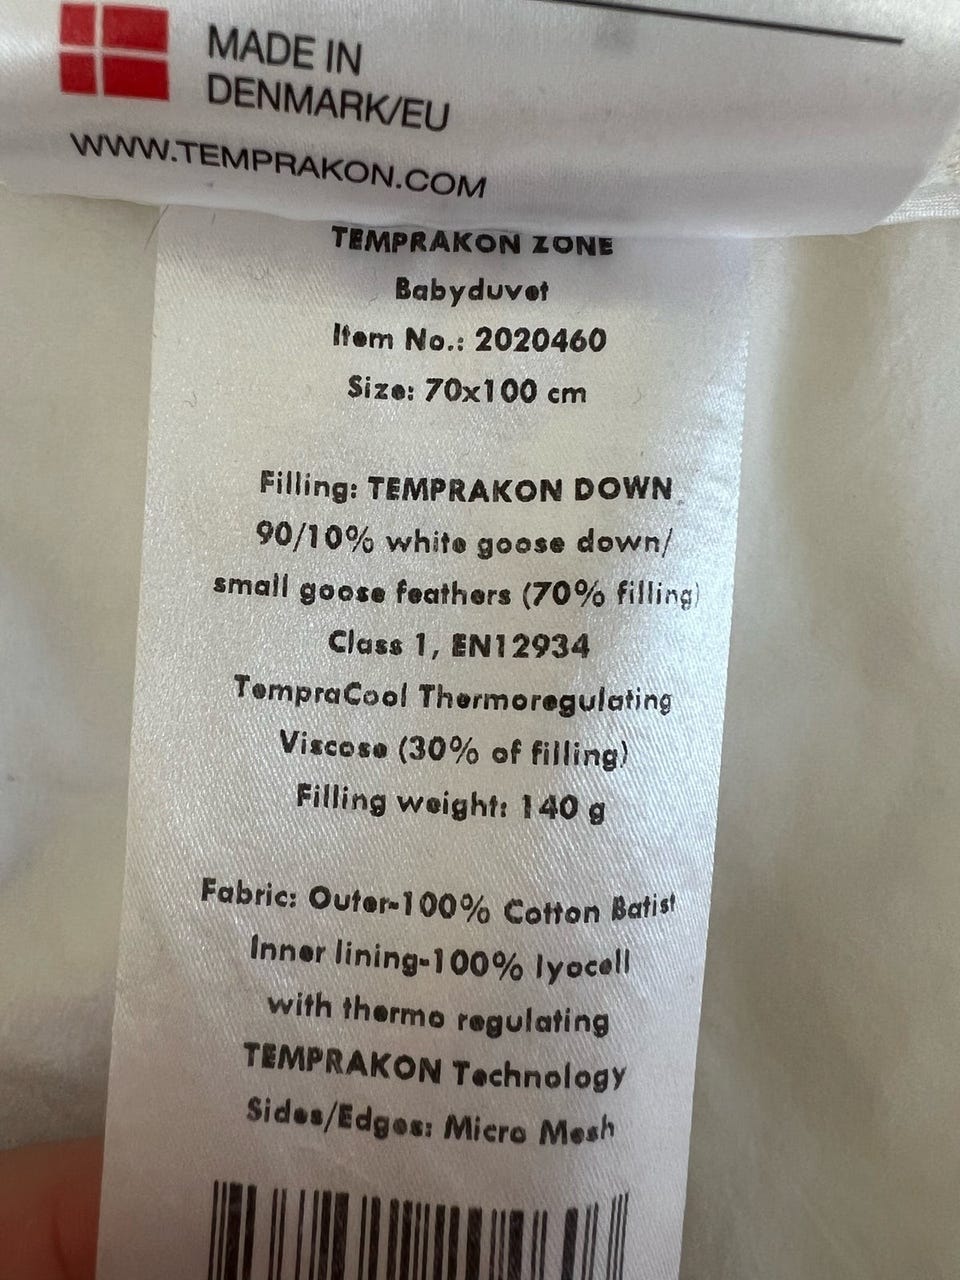 MADE IN
DENMARK/EU
WWW.TEMPRAKON.COM
TEMPRAKON ZONE
Babyduvet
Item No.: 2020460
Size: 70x100 cm
Filling: TEMPRAKON DOWN
90/10% white goose down/
small goose feathers (70% filling)
Class 1, EN12934
TempraCool Thermoregulating
Viscose (30% of filling)
Filling weight: 140 g
Fabric: Outer-100% Cotton Batist
Inner lining-100% lyocell
with thermo regulating
TEMPRAKON Technology
Sides/Edges: Micro Mesh